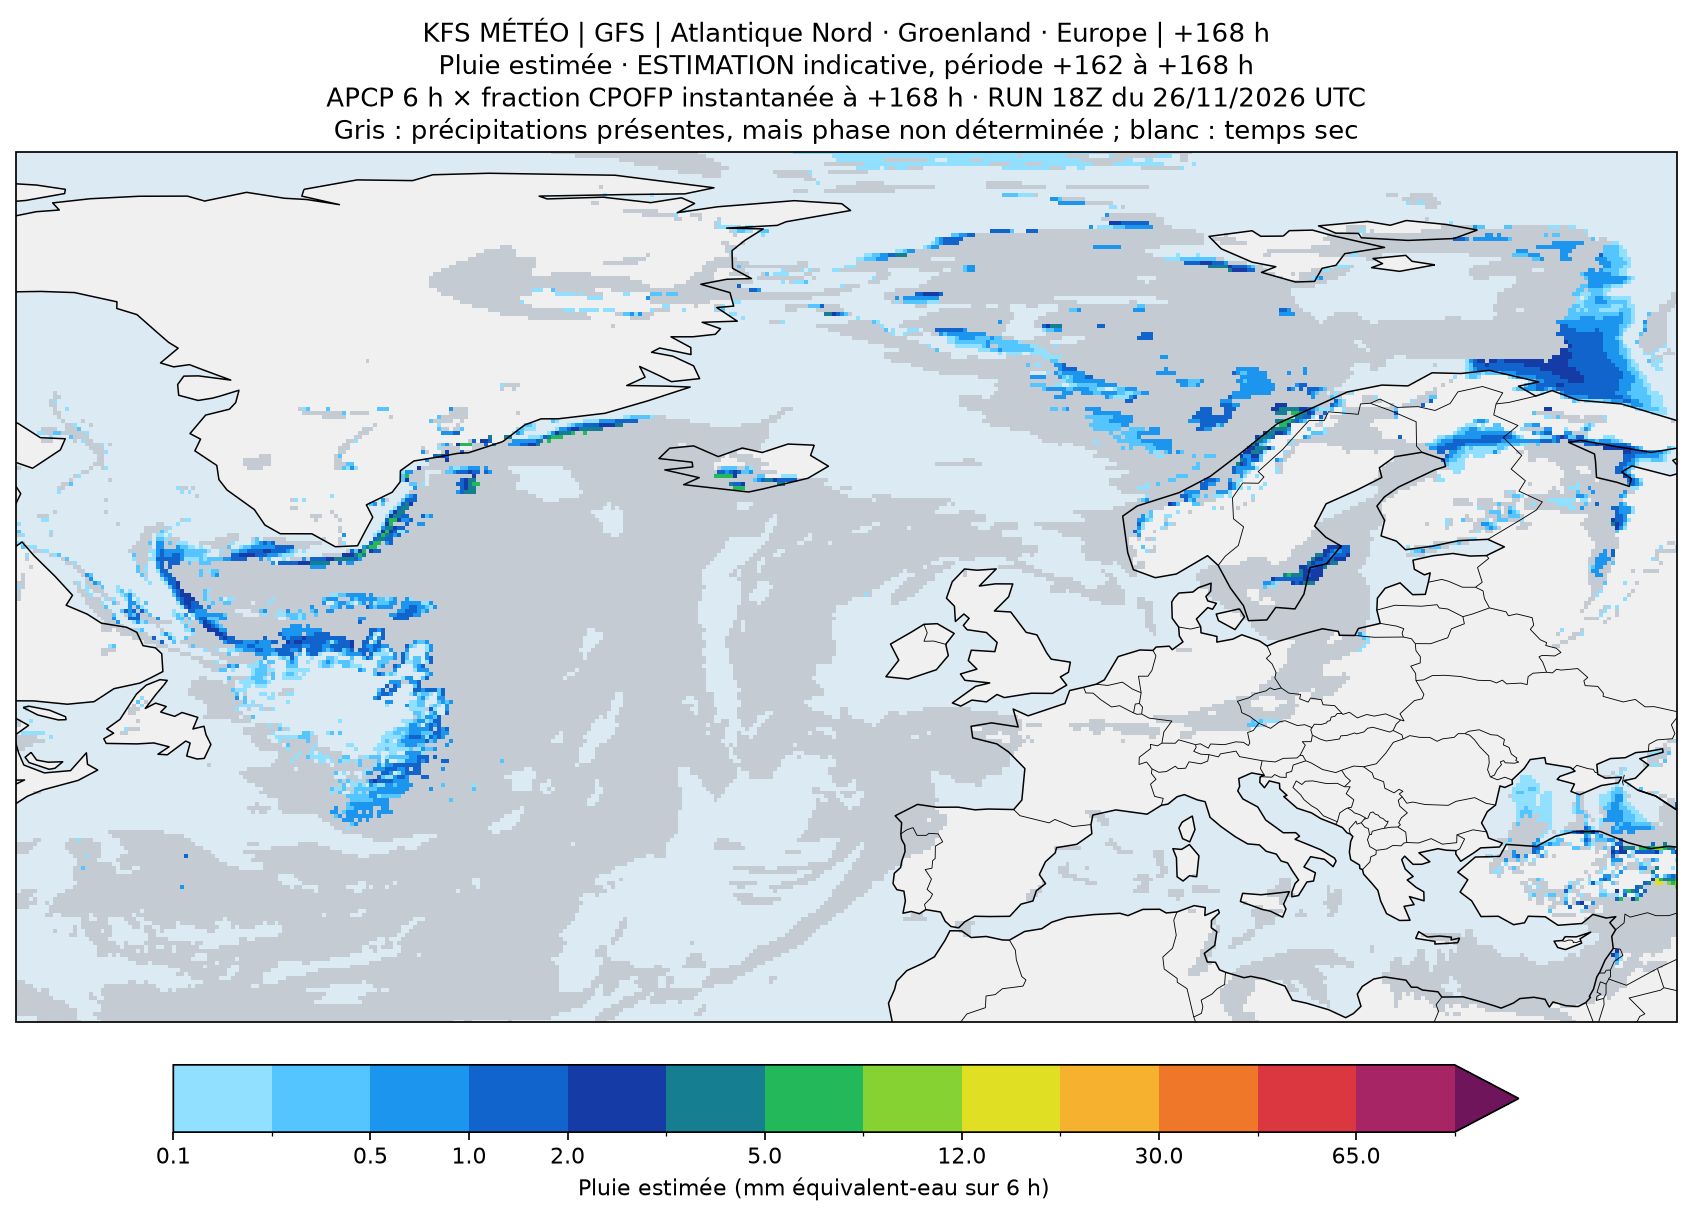 KFS MÉTÉO | GFS | Atlantique Nord · Groenland · Europe | +168 h
Pluie estimée · ESTIMATION indicative, période +162 à +168 h
APCP 6 h × fraction CPOFP instantanée à +168 h · RUN 18Z du 26/11/2026 UTC
Gris : précipitations présentes, mais phase non déterminée ; blanc : temps sec
0.1 0.5 1.0 2.0 5.0 12.0 30.0 65.0
Pluie estimée (mm équivalent-eau sur 6 h)